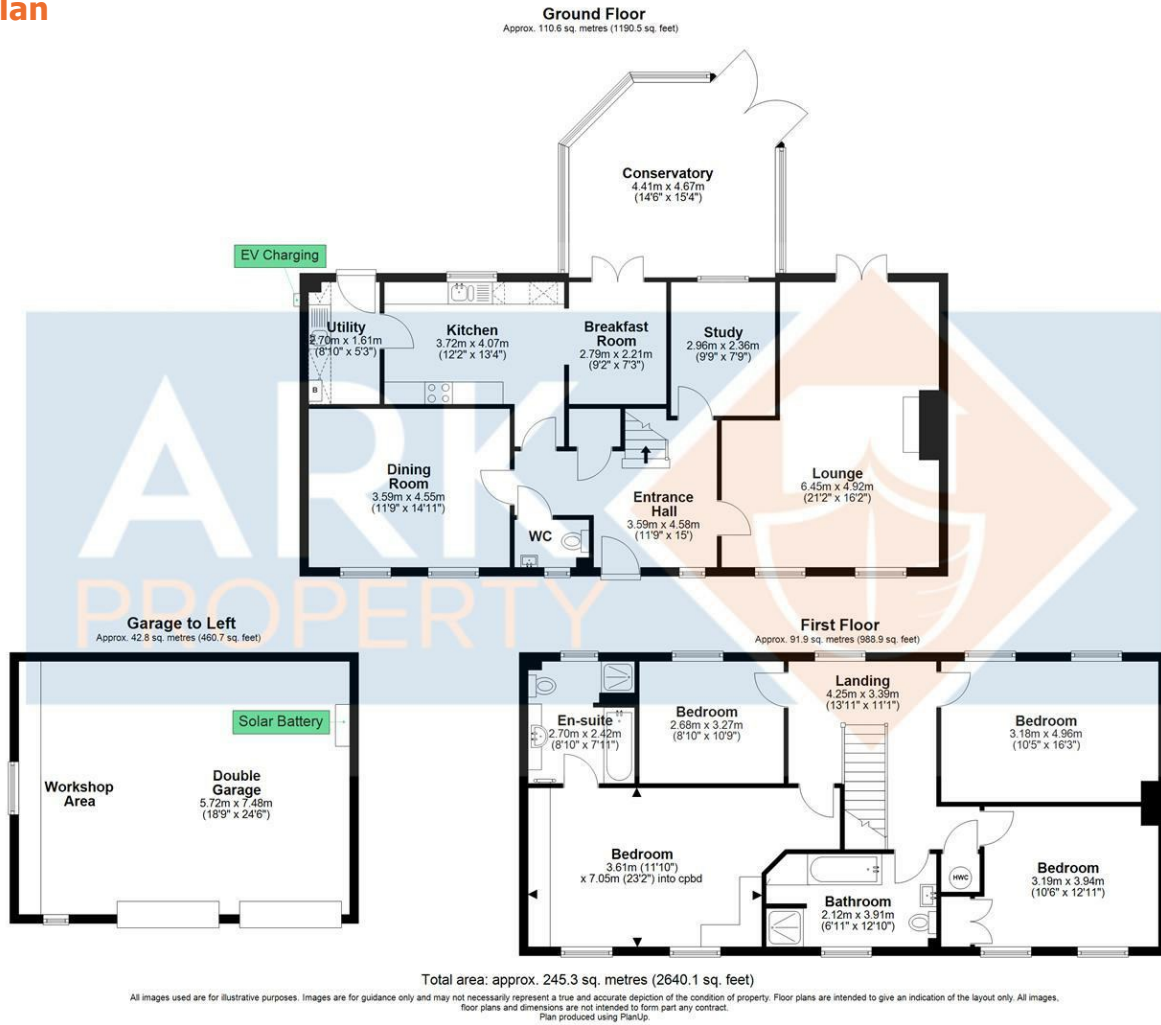 lan
Ground Floor
Approx. 110.6 sq. metres (1190.5 sq. feet)
Conservatory
4.41m x 4.67m
(14'6" x 15'4")
EV Charging
Utility
2.70m x 1.61m
(8'10" x 5'3")
B
Kitchen
3.72m x 4.07m
(12'2" x 13'4")
Breakfast
Room
2.79m x 2.21m
(9'2" x 7'3")
Study
2.96m x 2.36m
(9'9" x 7'9")
Dining
Room
3.59m x 4.55m
(11'9" x 14'11")
WC
Entrance
Hall
3.59m x 4.58m
(11'9" x 15')
Lounge
6.45m x 4.92m
(21'2" x 16'2")
ARK
PROPERTY
Garage to Left
Approx. 42.8 sq. metres (460.7 sq. feet)
Solar Battery
Workshop
Area
Double
Garage
5.72m x 7.48m
(18'9" x 24'6")
First Floor
Approx. 91.9 sq. metres (988.9 sq. feet)
En-suite
2.70m x 2.42m
(8'10" x 7'11")
Bedroom
2.68m x 3.27m
(8'10" x 10'9")
Landing
4.25m x 3.39m
(13'11" x 11'1")
Bedroom
3.18m x 4.96m
(10'5" x 16'3")
Bedroom
3.61m (11'10")
x 7.05m (23'2") into cpbd
Bathroom
2.12m x 3.91m
(6'11" x 12'10")
HWC
Bedroom
3.19m x 3.94m
(10'6" x 12'11")
Total area: approx. 245.3 sq. metres (2640.1 sq. feet)
All images used are for illustrative purposes. Images are for guidance only and may not necessarily represent a true and accurate depiction of the condition of property. Floor plans are intended to give an indication of the layout only. All images,
floor plans and dimensions are not intended to form part any contract.
Plan produced using PlanUp.